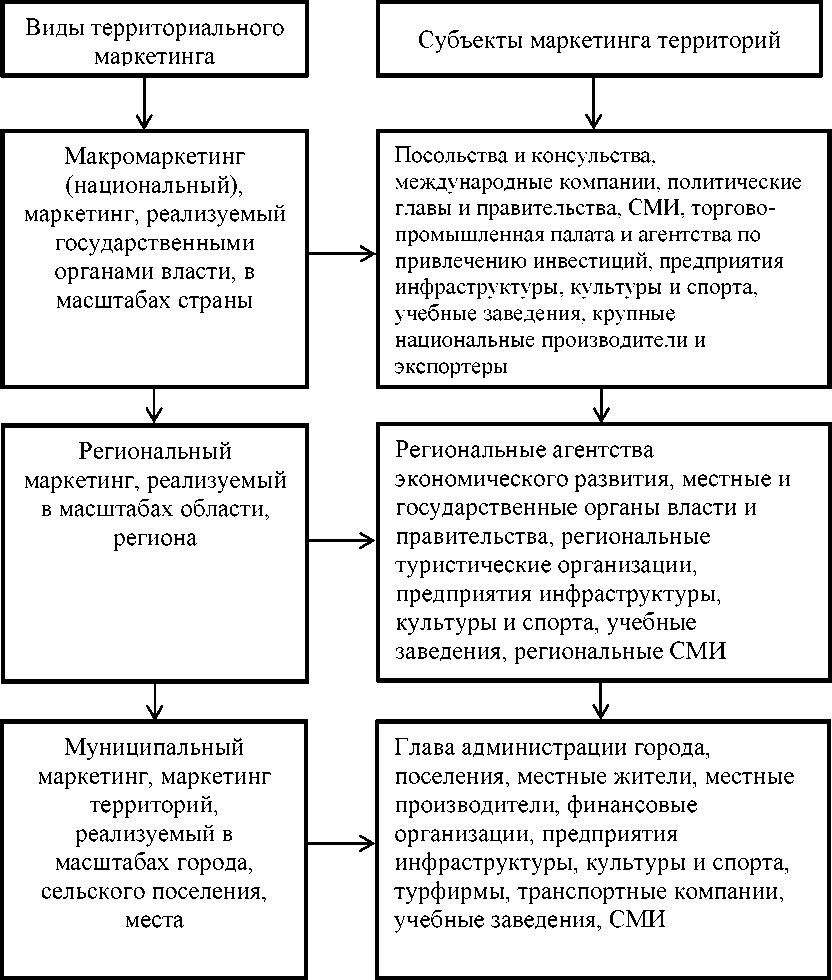 Виды территориального
маркетинга
Субъекты маркетинга территорий
Макромаркетинг
(национальный),
маркетинг, реализуемый
государственными
органами власти, в
масштабах страны
Посольства и консульства,
международные компании, политические
главы и правительства, СМИ, торгово-
промышленная палата и агентства по
привлечению инвестиций, предприятия
инфраструктуры, культуры и спорта,
учебные заведения, крупные
национальные производители и
экспортеры
Региональный
маркетинг, реализуемый
в масштабах области,
региона
Региональные агентства
экономического развития, местные и
государственные органы власти и
правительства, региональные
туристические организации,
предприятия инфраструктуры,
культуры и спорта, учебные
заведения, региональные СМИ
Муниципальный
маркетинг, маркетинг
территорий,
реализуемый в
масштабах города,
сельского поселения,
места
Глава администрации города,
поселения, местные жители, местные
производители, финансовые
организации, предприятия
инфраструктуры, культуры и спорта,
турфирмы, транспортные компании,
учебные заведения, СМИ